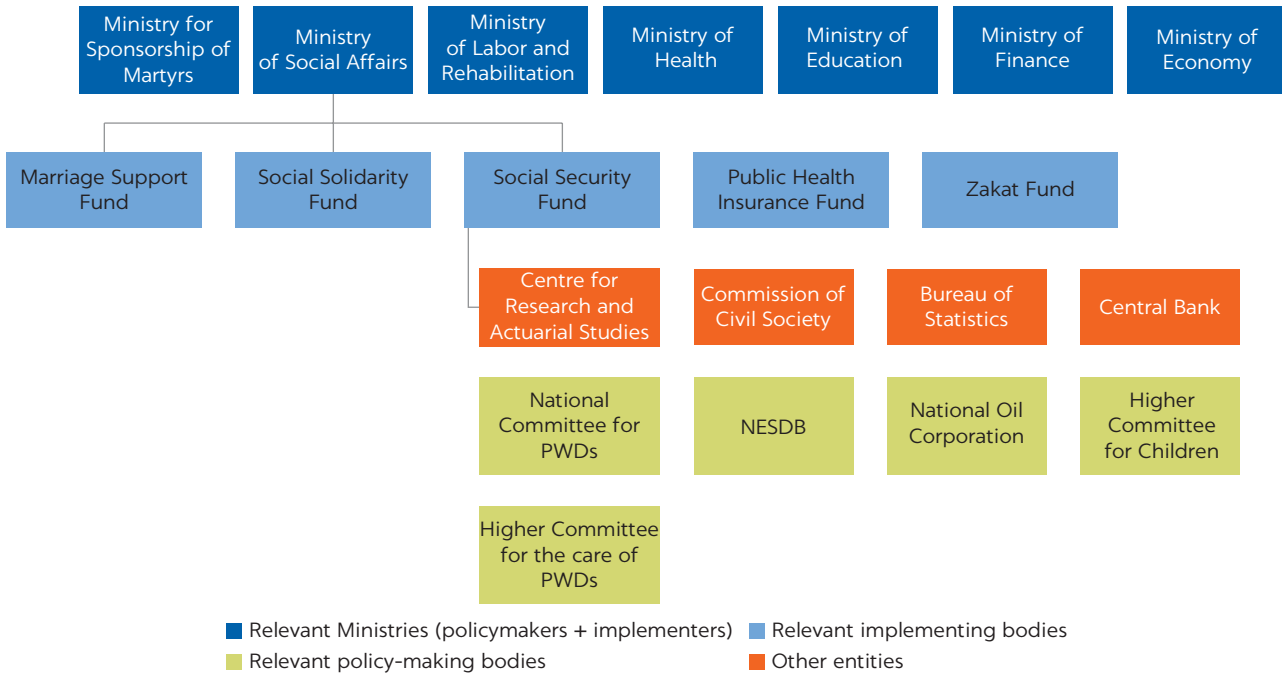 Ministry for
Sponsorship of
Martyrs
Ministry
of Social Affairs
Ministry
of Labor and
Rehabilitation
Ministry of
Health
Ministry of
Education
Ministry of
Finance
Ministry of
Economy
Marriage Support
Fund
Social Solidarity
Fund
Social Security
Fund
Public Health
Insurance Fund
Zakat Fund
Centre for
Research and
Actuarial Studies
Commission of
Civil Society
Bureau of
Statistics
Central Bank
National
Committee for
PWDs
NESDB
National Oil
Corporation
Higher
Committee
for Children
Higher Committee
for the care of
PWDs
Relevant Ministries (policymakers + implementers)
Relevant implementing bodies
Relevant policy-making bodies
Other entities